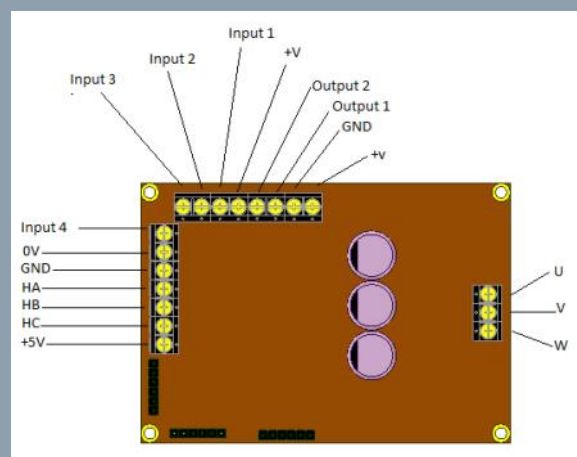 Input 1
Input 2
+V
Input 3
Output 2
Output 1
GND
+v
Input 4
0V
GND
HA
HB
HC
+5V
U
V
W